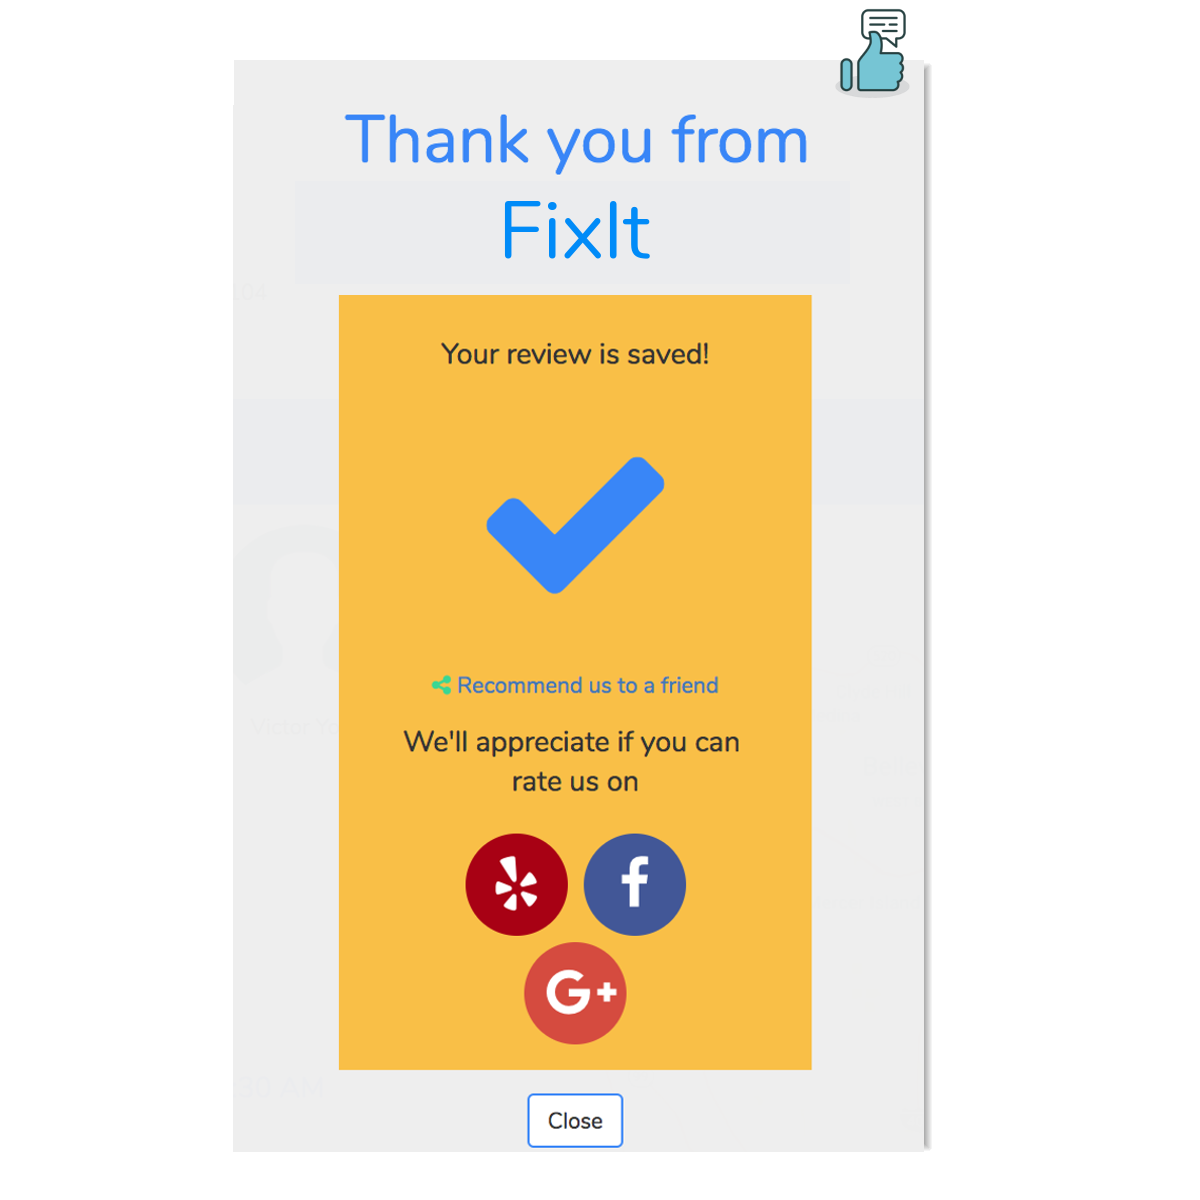 Thank you from
FixIt
Your review is saved!
Recommend us to a friend
We'll appreciate if you can
rate us on
f
G+
Close